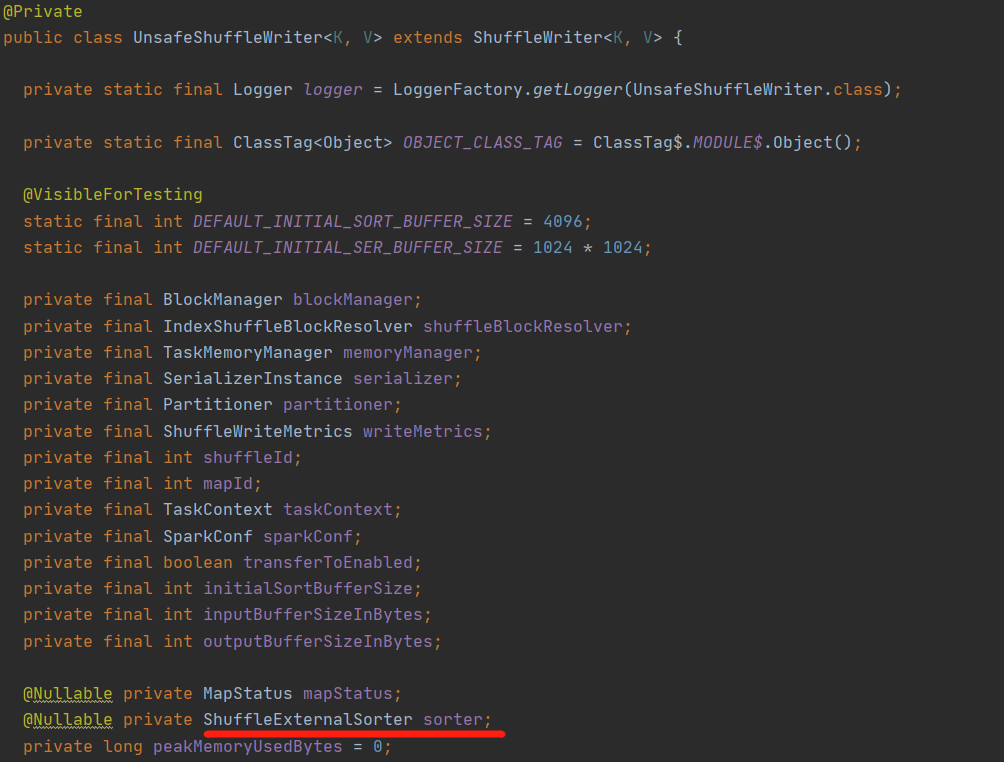 @Private
public class UnsafeShuffleWriter<K, V> extends ShuffleWriter<K, V> {
private static final Logger logger = LoggerFactory.getLogger(UnsafeShuffleWriter.class);
private static final ClassTag<Object> OBJECT_CLASS_TAG = ClassTag$.MODULE$.Object();
@VisibleForTesting
static final int DEFAULT_INITIAL_SORT_BUFFER_SIZE = 4096;
static final int DEFAULT_INITIAL_SER_BUFFER_SIZE = 1024 * 1024;
private final BlockManager blockManager;
private final IndexShuffleBlockResolver shuffleBlockResolver;
private final TaskMemoryManager memoryManager;
private final SerializerInstance serializer;
private final Partitioner partitioner;
private final ShuffleWriteMetrics writeMetrics;
private final int shuffleId;
private final int mapId;
private final TaskContext taskContext;
private final SparkConf sparkConf;
private final boolean transferToEnabled;
private final int initialSortBufferSize;
private final int inputBufferSizeInBytes;
private final int outputBufferSizeInBytes;
@Nullable private MapStatus mapStatus;
@Nullable private ShuffleExternalSorter sorter;
private long peakMemoryUsedBytes = 0;